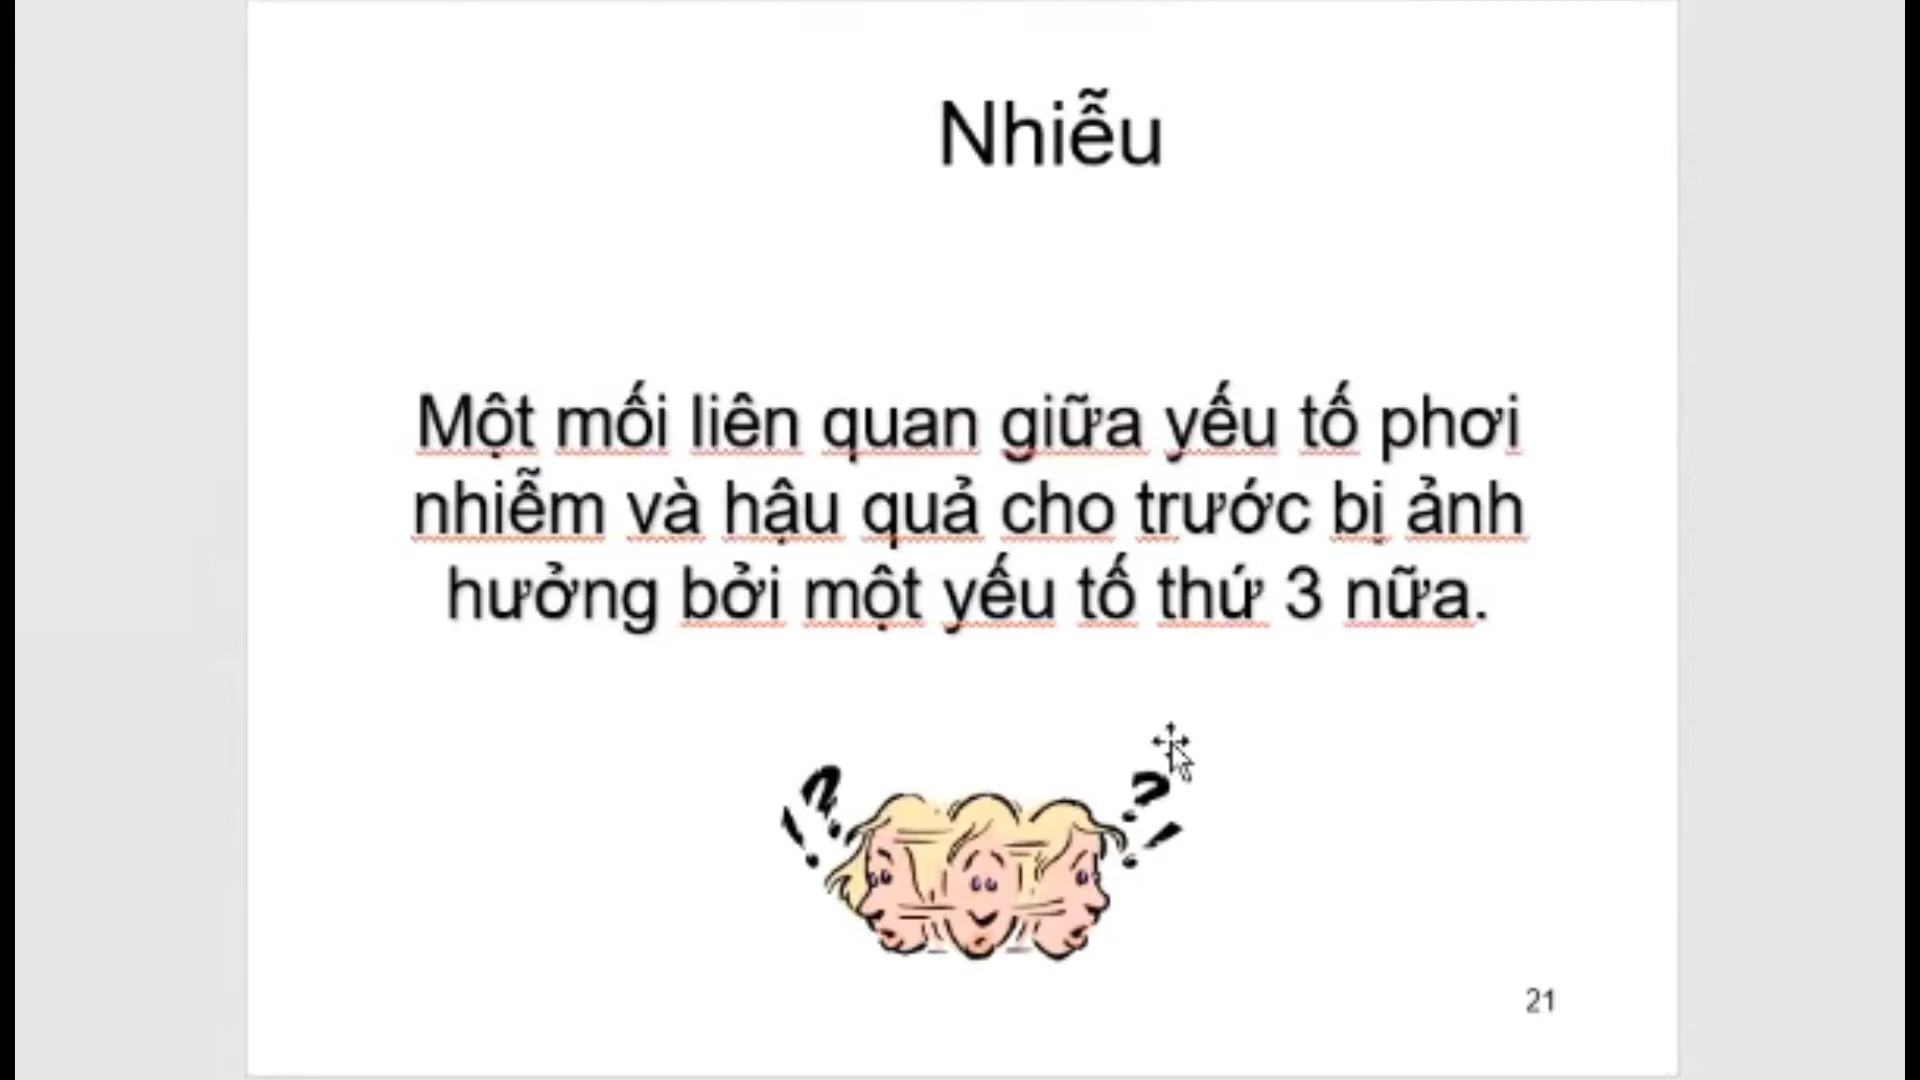 Nhiễu
Một mối liên quan giữa yếu tố phơi
nhiễm và hậu quả cho trước bị ảnh
hưởng bởi một yếu tố thứ 3 nữa.
!? ?!
21